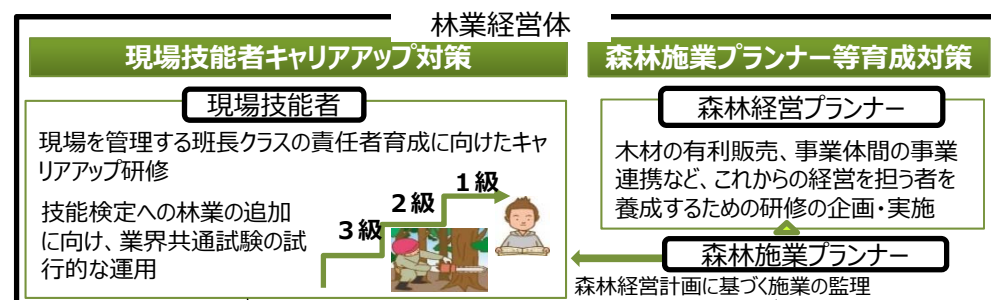 林業経営体
現場技能者キャリアアップ対策
現場技能者
現場を管理する班長クラスの責任者育成に向けたキャ
リアアップ研修
技能検定への林業の追加
に向け、業界共通試験の試
行的な運用
3級
2級
1級
森林施業プランナー等育成対策
森林経営プランナー
木材の有利販売、事業体間の事業
連携など、これからの経営を担う者を
養成するための研修の企画・実施
森林施業プランナー
森林経営計画に基づく施業の監理